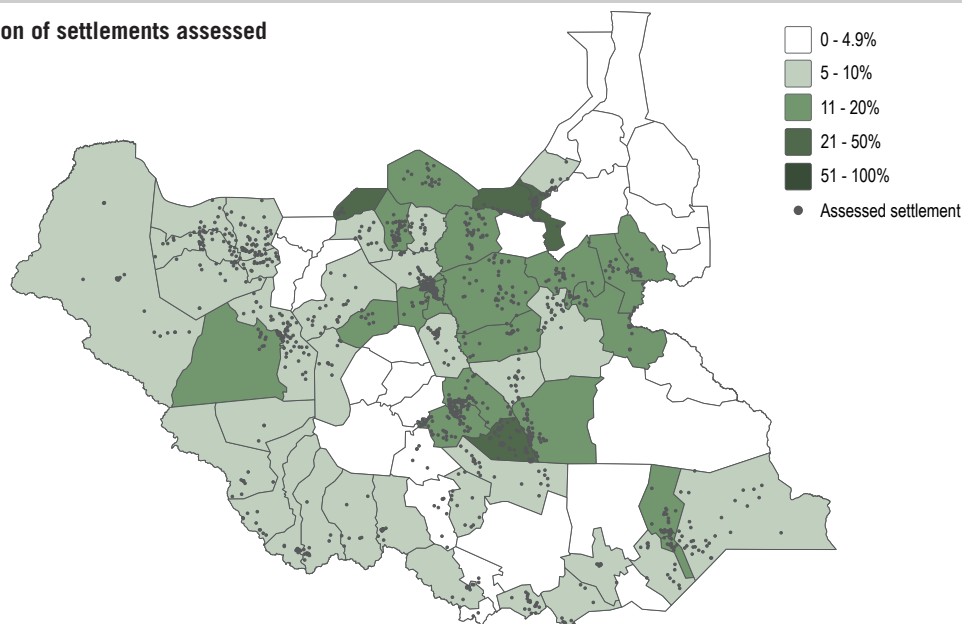 on of settlements assessed
0 - 4.9%
5 - 10%
11 - 20%
21 - 50%
51 - 100%
Assessed settlement